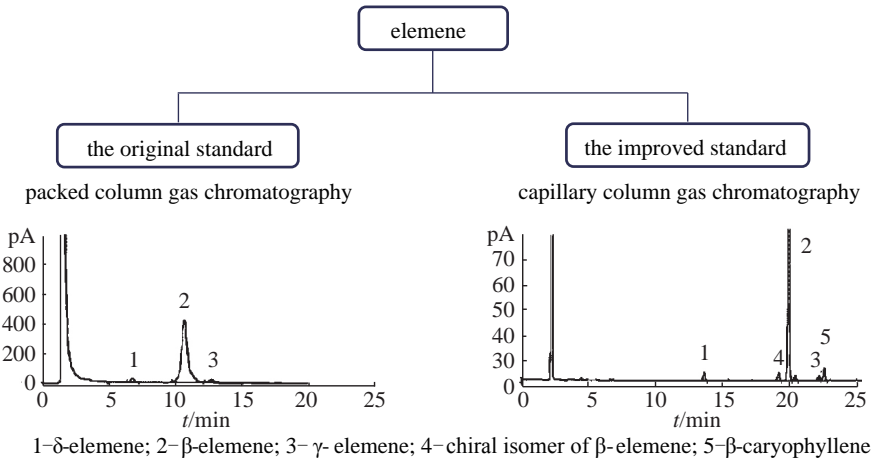 elemene
the original standard
the improved standard
packed column gas chromatography
capillary column gas chromatography
pA
800
600
400
200
0
1
2
3
0 5 10 15 20 25
t/min
pA
70
60
50
40
30
0
1
4
2
3
5
0 5 10 15 20 25
t/min
1-δ-elemene; 2-β-elemene; 3-γ- elemene; 4-chiral isomer of β-elemene; 5-β-caryophyllene